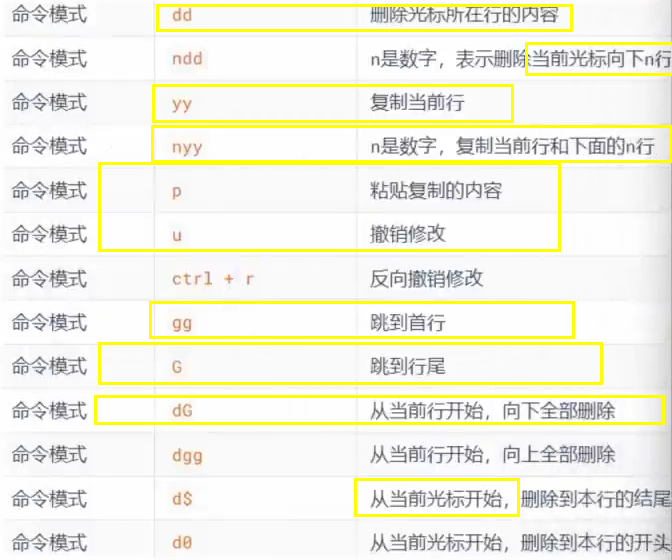 命令模式 dd 删除光标所在行的内容
命令模式 ndd n是数字，表示删除当前光标向下n行
命令模式 yy 复制当前行
命令模式 nyy n是数字，复制当前行和下面的n行
命令模式 p 粘贴复制的内容
命令模式 u 撤销修改
命令模式 ctrl + r 反向撤销修改
命令模式 gg 跳到首行
命令模式 G 跳到行尾
命令模式 dG 从当前行开始，向下全部删除
命令模式 dgg 从当前行开始，向上全部删除
命令模式 d$ 从当前光标开始，删除到本行的结尾
命令模式 d0 从当前光标开始，删除到本行的开头